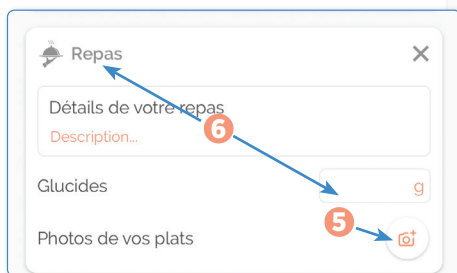 Repas
Détails de votre repas
6
Description...
Glucides
g
5
Photos de vos plats